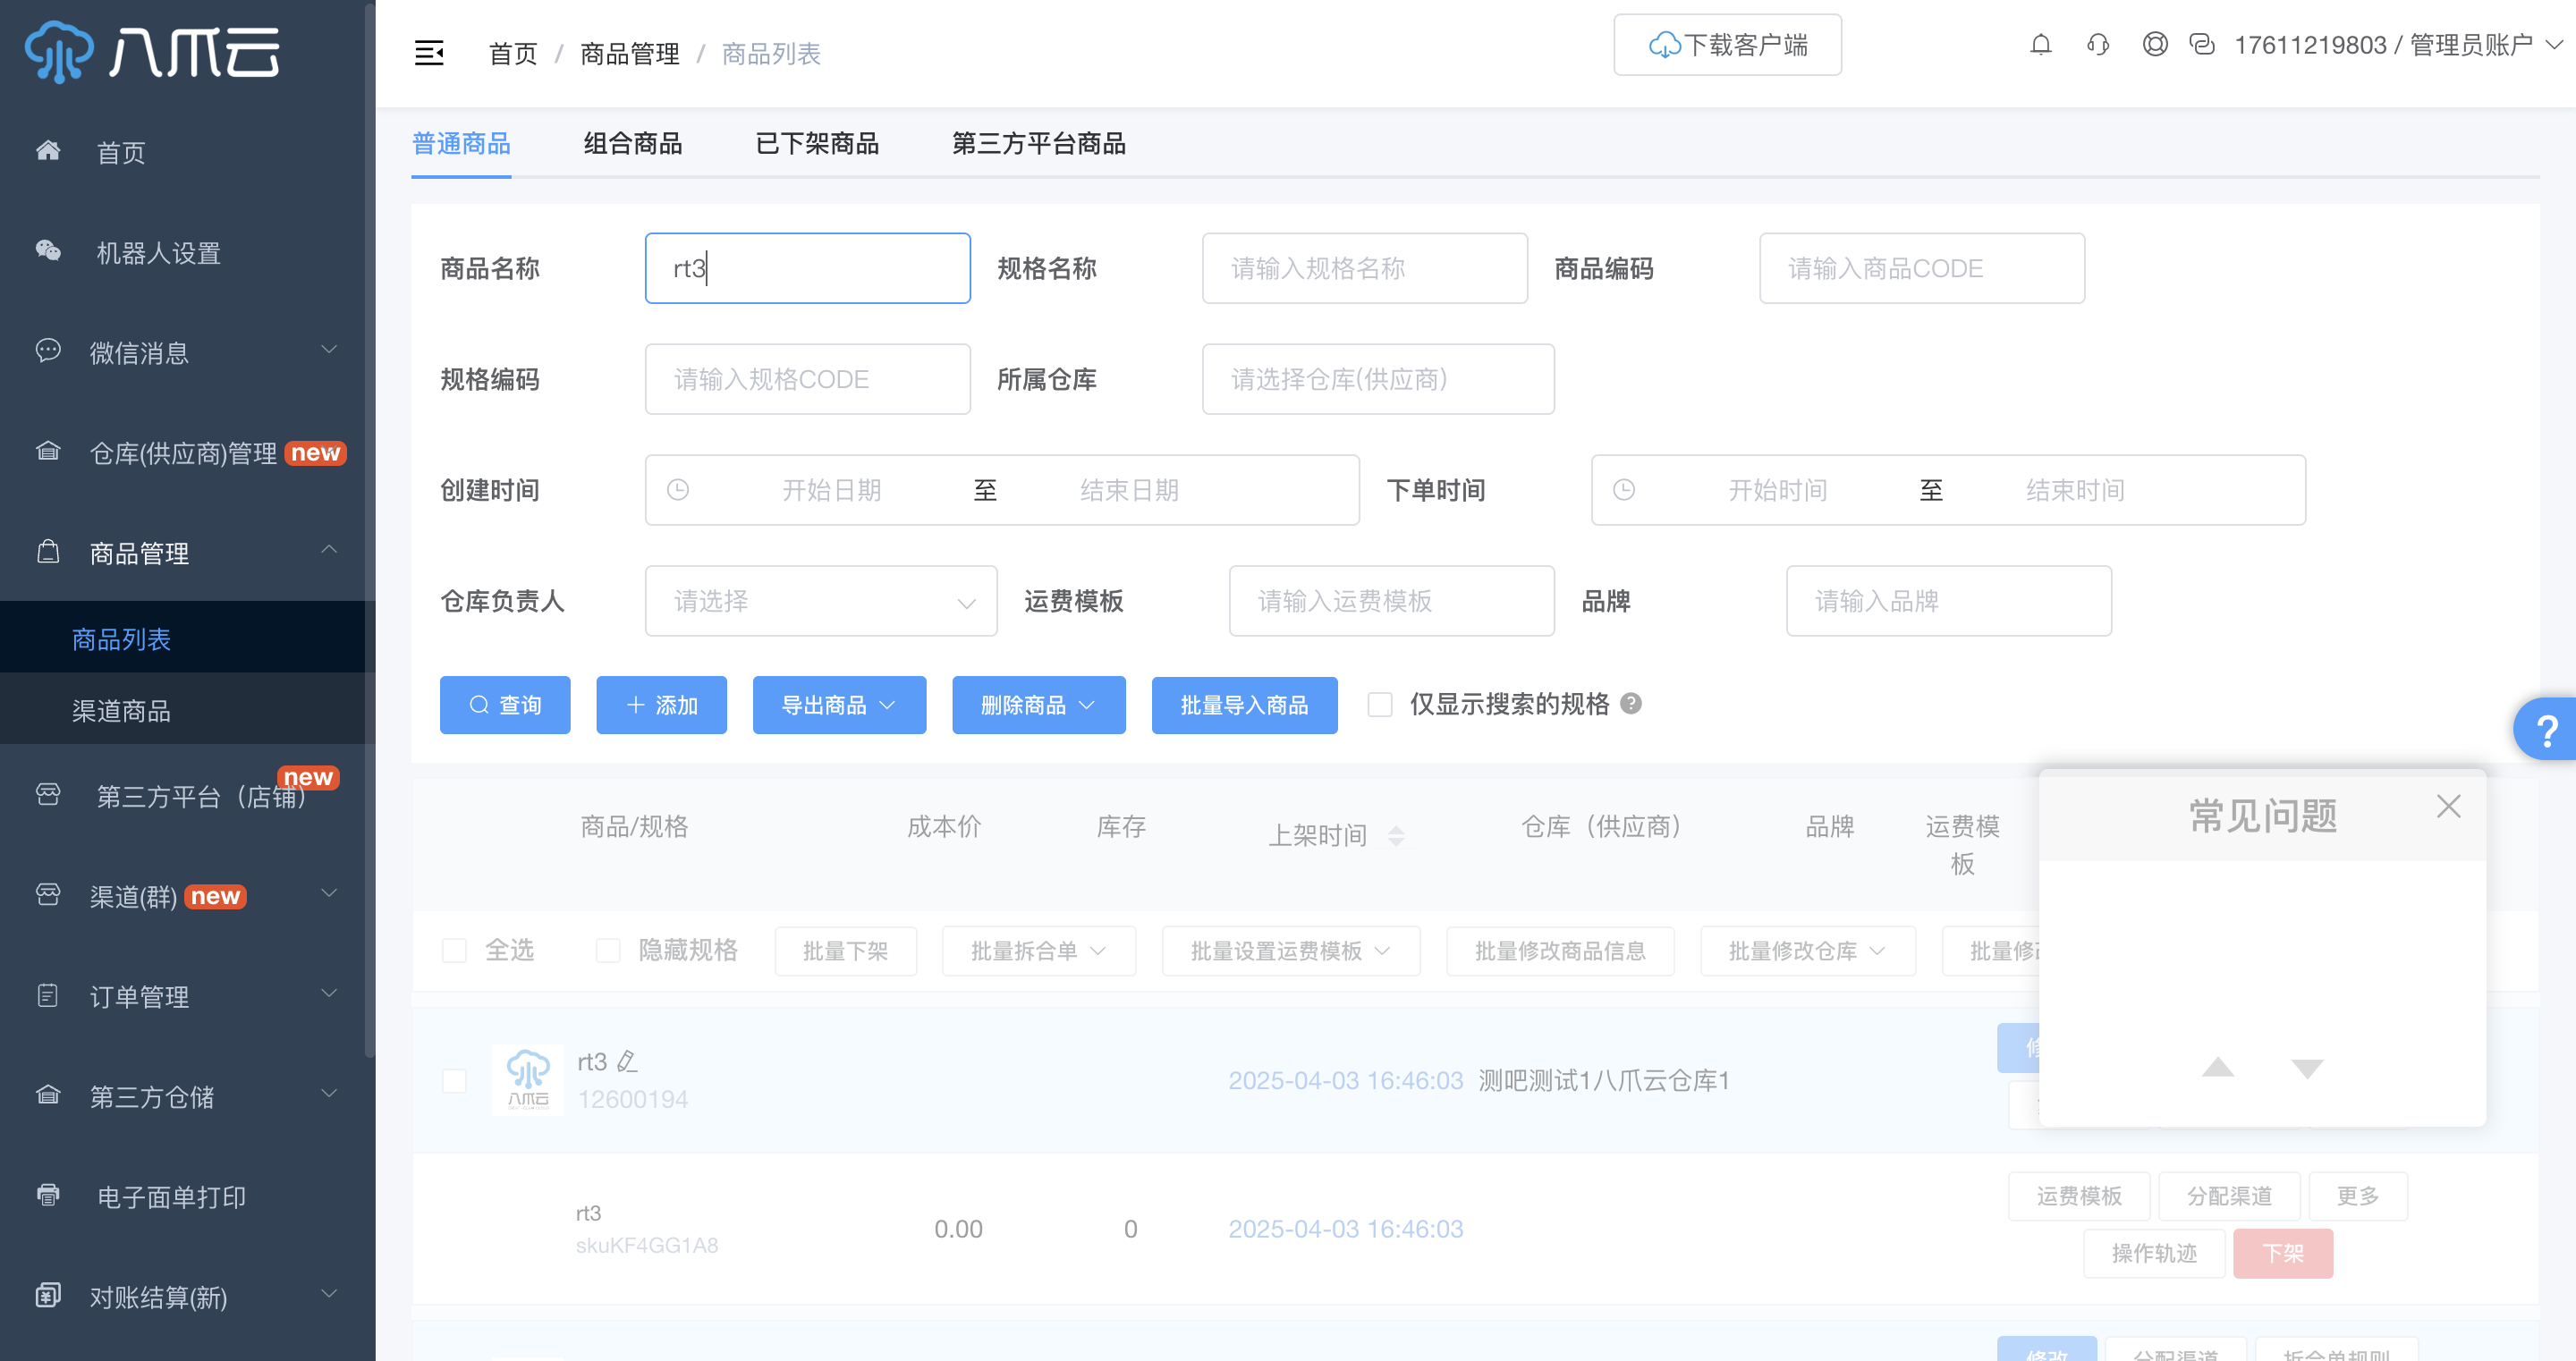 八爪云
首页 / 商品管理 / 商品列表
下载客户端
17611219803 / 管理员账户
首页
机器人设置
微信消息
仓库(供应商)管理 new
商品管理
商品列表
渠道商品
第三方平台（店铺） new
渠道(群) new
订单管理
第三方仓储
电子面单打印
对账结算(新)
普通商品 组合商品 已下架商品 第三方平台商品
商品名称 rt3 规格名称 请输入规格名称 商品编码 请输入商品CODE
规格编码 请输入规格CODE 所属仓库 请选择仓库(供应商)
创建时间 开始日期 至 结束日期 下单时间 开始时间 至 结束时间
仓库负责人 请选择 运费模板 请输入运费模板 品牌 请输入品牌
查询 添加 导出商品 删除商品 批量导入商品 仅显示搜索的规格 ?
?
商品/规格 成本价 库存 上架时间 仓库（供应商） 品牌 运费模
板
常见问题
全选 隐藏规格 批量下架 批量拆合单 批量设置运费模板 批量修改商品信息 批量修改仓库 批量修
rt3
12600194
八爪云
2025-04-03 16:46:03 测吧测试1八爪云仓库1
rt3
skuKF4GG1A8
0.00 0 2025-04-03 16:46:03
运费模板 分配渠道 更多
操作轨迹 下架
修改 分配渠道 拆合单规则